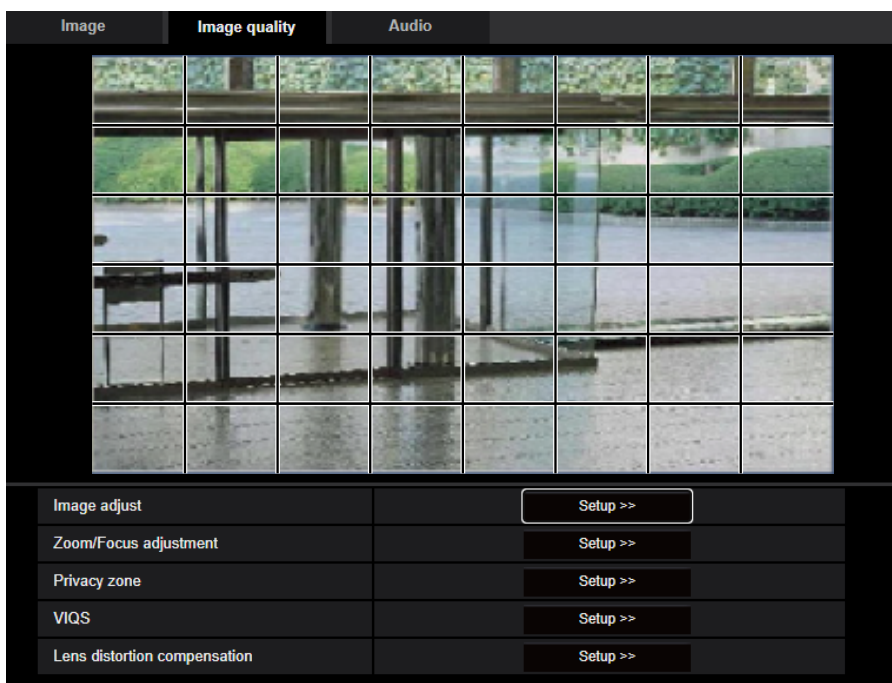 Image Image quality Audio
Image adjust Setup >>
Zoom/Focus adjustment Setup >>
Privacy zone Setup >>
VIQS Setup >>
Lens distortion compensation Setup >>